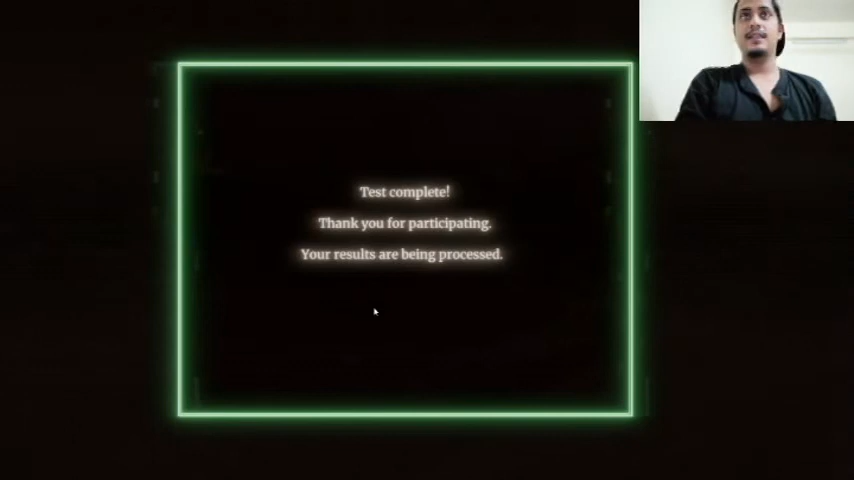 Test complete!
Thank you for participating.
Your results are being processed.